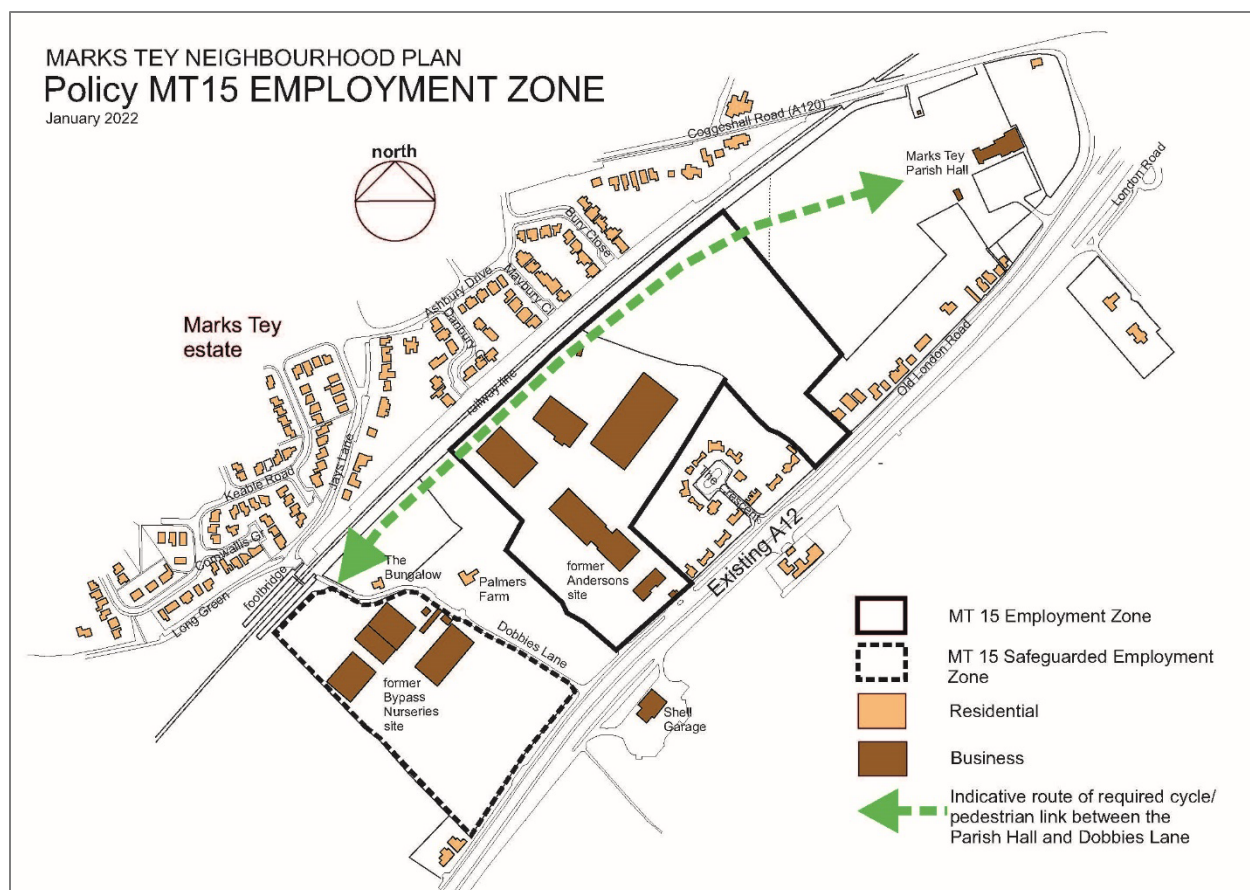 MARKS TEY NEIGHBOURHOOD PLAN
Policy MT15 EMPLOYMENT ZONE
January 2022
north
Coggeshall Road (A120)
Marks Tey
Parish Hall
London Road
Bury Close
Maybury Cl
Ashbury Drive
Danbury Cl
Marks Tey
estate
railway line
Old London Road
Jays Lane
Keable Road
The Crescent
Cornwallis Gr
Existing A12
The
Bungalow
Palmers
Farm
former
Andersons
site
footbridge
Long Green
Dobbies Lane
former
Bypass
Nurseries
site
Shell
Garage
MT 15 Employment Zone
MT 15 Safeguarded Employment
Zone
Residential
Business
Indicative route of required cycle/
pedestrian link between the
Parish Hall and Dobbies Lane